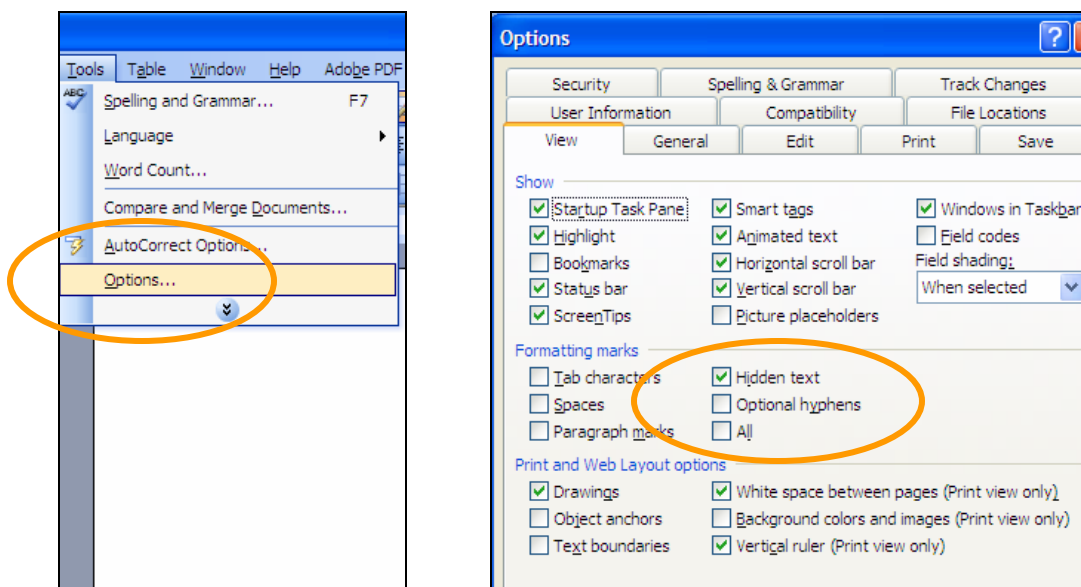 Tools Table Window Help Adobe PDF
Spelling and Grammar... F7
Language
Word Count...
Compare and Merge Documents...
AutoCorrect Options...
Options...
Options
Security Spelling & Grammar Track Changes
User Information Compatibility File Locations
View General Edit Print Save
Show
Startup Task Pane Smart tags Windows in Taskbar
Highlight Animated text Field codes
Bookmarks Horizontal scroll bar Field shading:
Status bar Vertical scroll bar When selected
ScreenTips Picture placeholders
Formatting marks
Tab characters Hidden text
Spaces Optional hyphens
Paragraph marks All
Print and Web Layout options
Drawings White space between pages (Print view only)
Object anchors Background colors and images (Print view only)
Text boundaries Vertical ruler (Print view only)